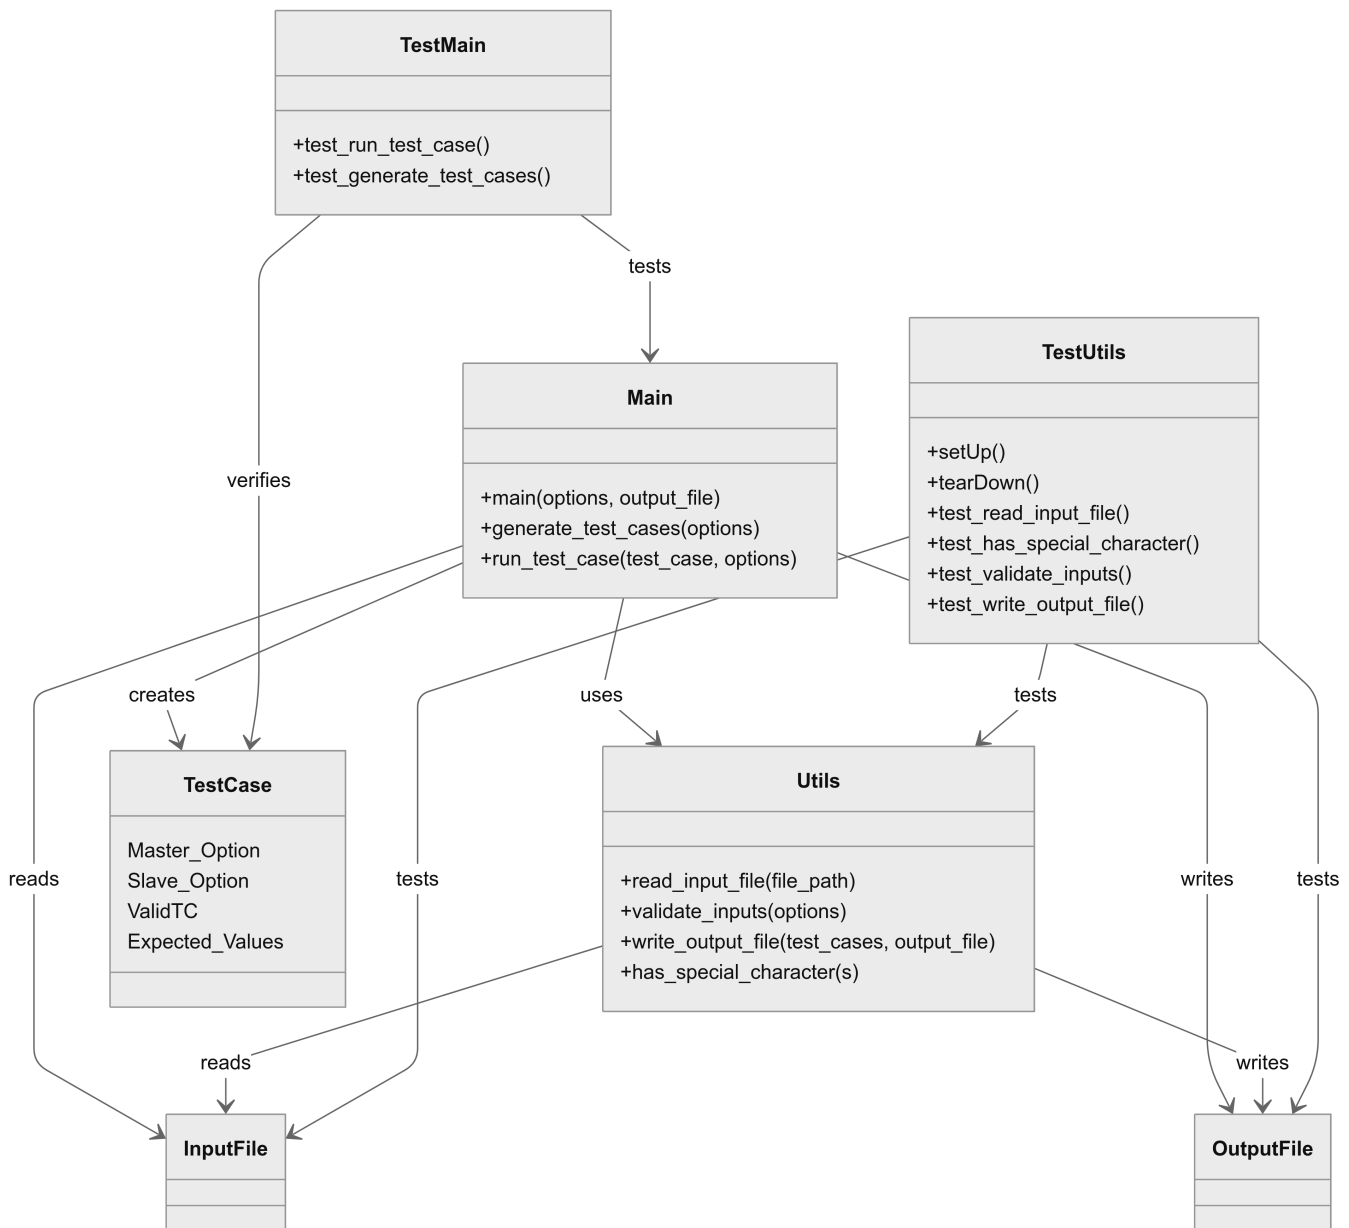 TestMain
+test_run_test_case()
+test_generate_test_cases()
tests
TestUtils
+setUp()
+tearDown()
+test_read_input_file()
+test_has_special_character()
+test_validate_inputs()
+test_write_output_file()
Main
+main(options, output_file)
+generate_test_cases(options)
+run_test_case(test_case, options)
verifies
creates
uses
tests
TestCase
Master_Option
Slave_Option
ValidTC
Expected_Values
Utils
+read_input_file(file_path)
+validate_inputs(options)
+write_output_file(test_cases, output_file)
+has_special_character(s)
reads
tests
writes
tests
reads
writes
InputFile
OutputFile